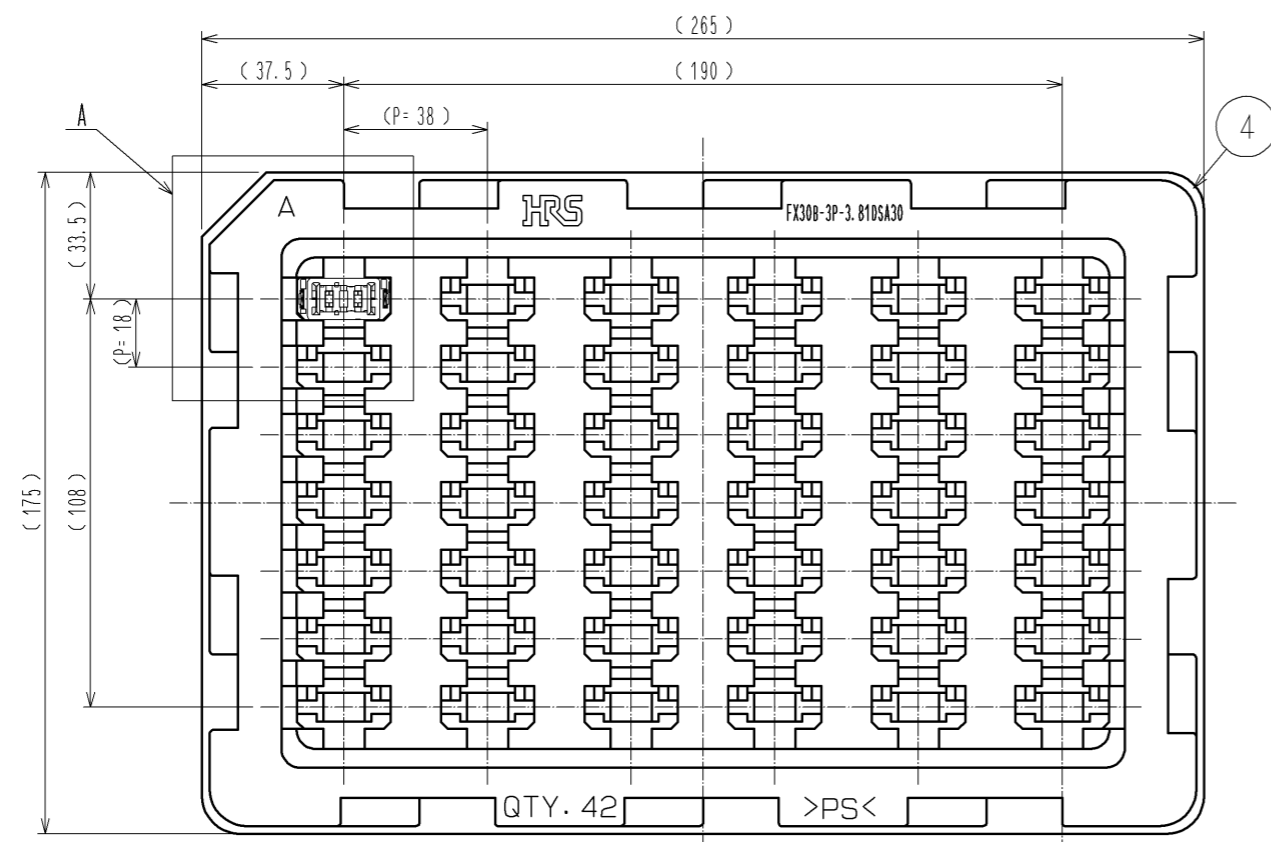 ( 265 )
( 37.5 )
( 190 )
A
(P= 38 )
4
A
HRS
FX30B-3P-3.81DSA30
( 33.5 )
(P= 18 )
( 175 )
( 108 )
QTY. 42
>PS<